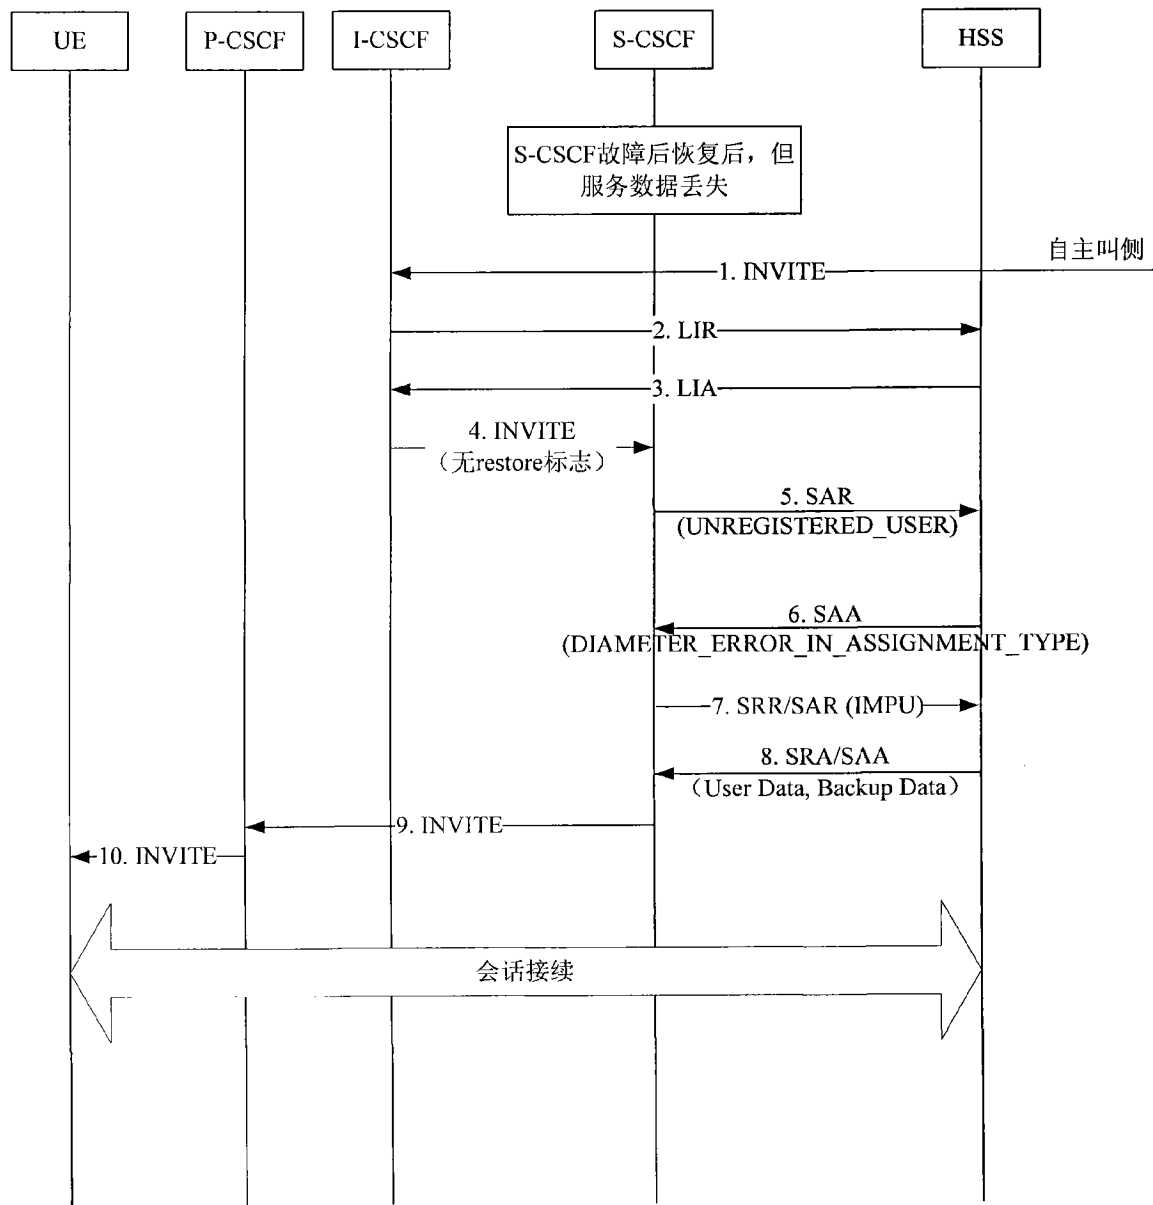 UE
P-CSCF
I-CSCF
S-CSCF
HSS
S-CSCF故障后恢复后，但
服务数据丢失
自主叫侧
1. INVITE
2. LIR
3. LIA
4. INVITE
（无restore标志）
5. SAR
(UNREGISTERED_USER)
6. SAA
(DIAMETER_ERROR_IN_ASSIGNMENT_TYPE)
7. SRR/SAR (IMPU)
8. SRA/SAA
（User Data, Backup Data）
9. INVITE
10. INVITE
会话接续